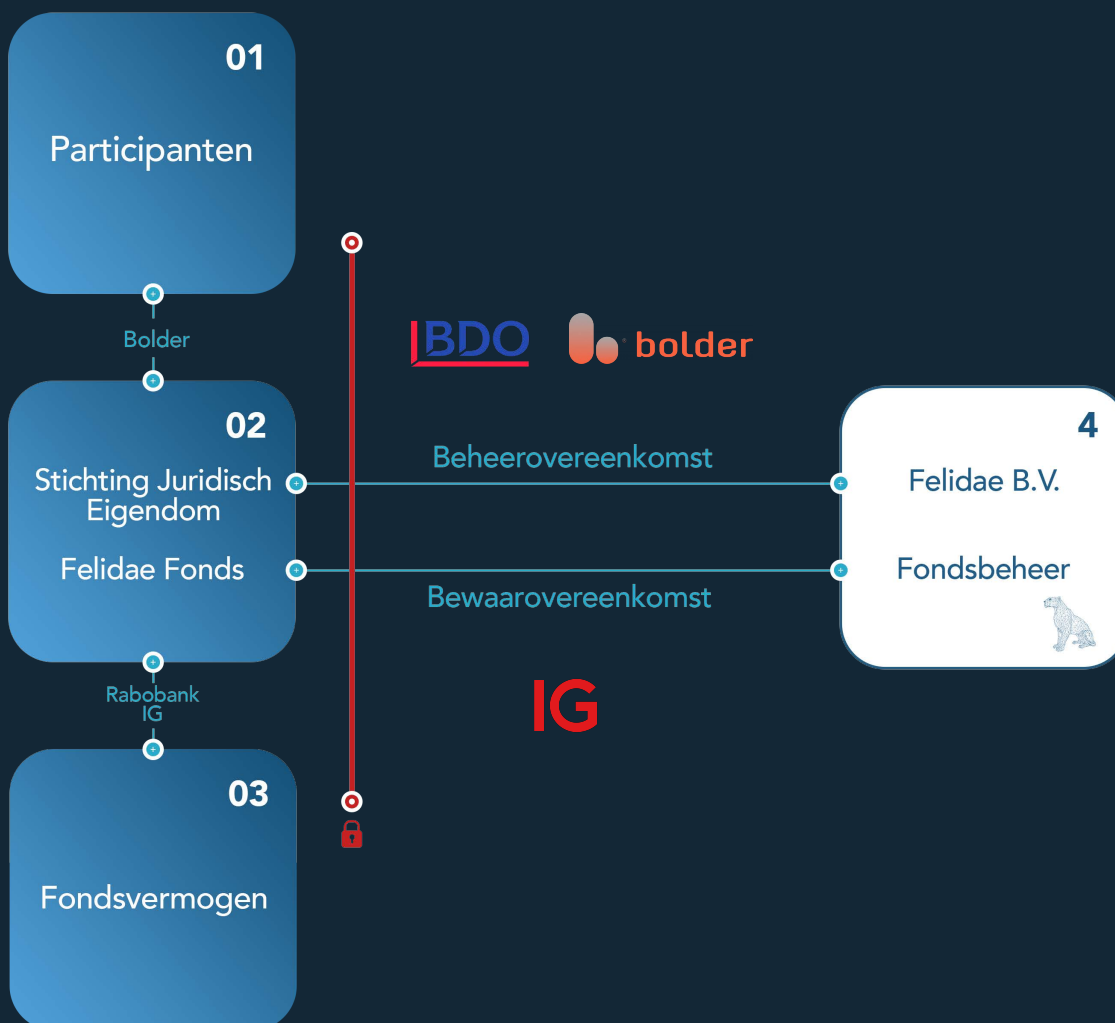 01
Participanten
Bolder
BDO
bolder
02
Stichting Juridisch
Eigendom
Felidae Fonds
Beheerovereenkomst
Bewaarovereenkomst
4
Felidae B.V.
Fondsbeheer
Rabobank
IG
IG
03
Fondsvermogen